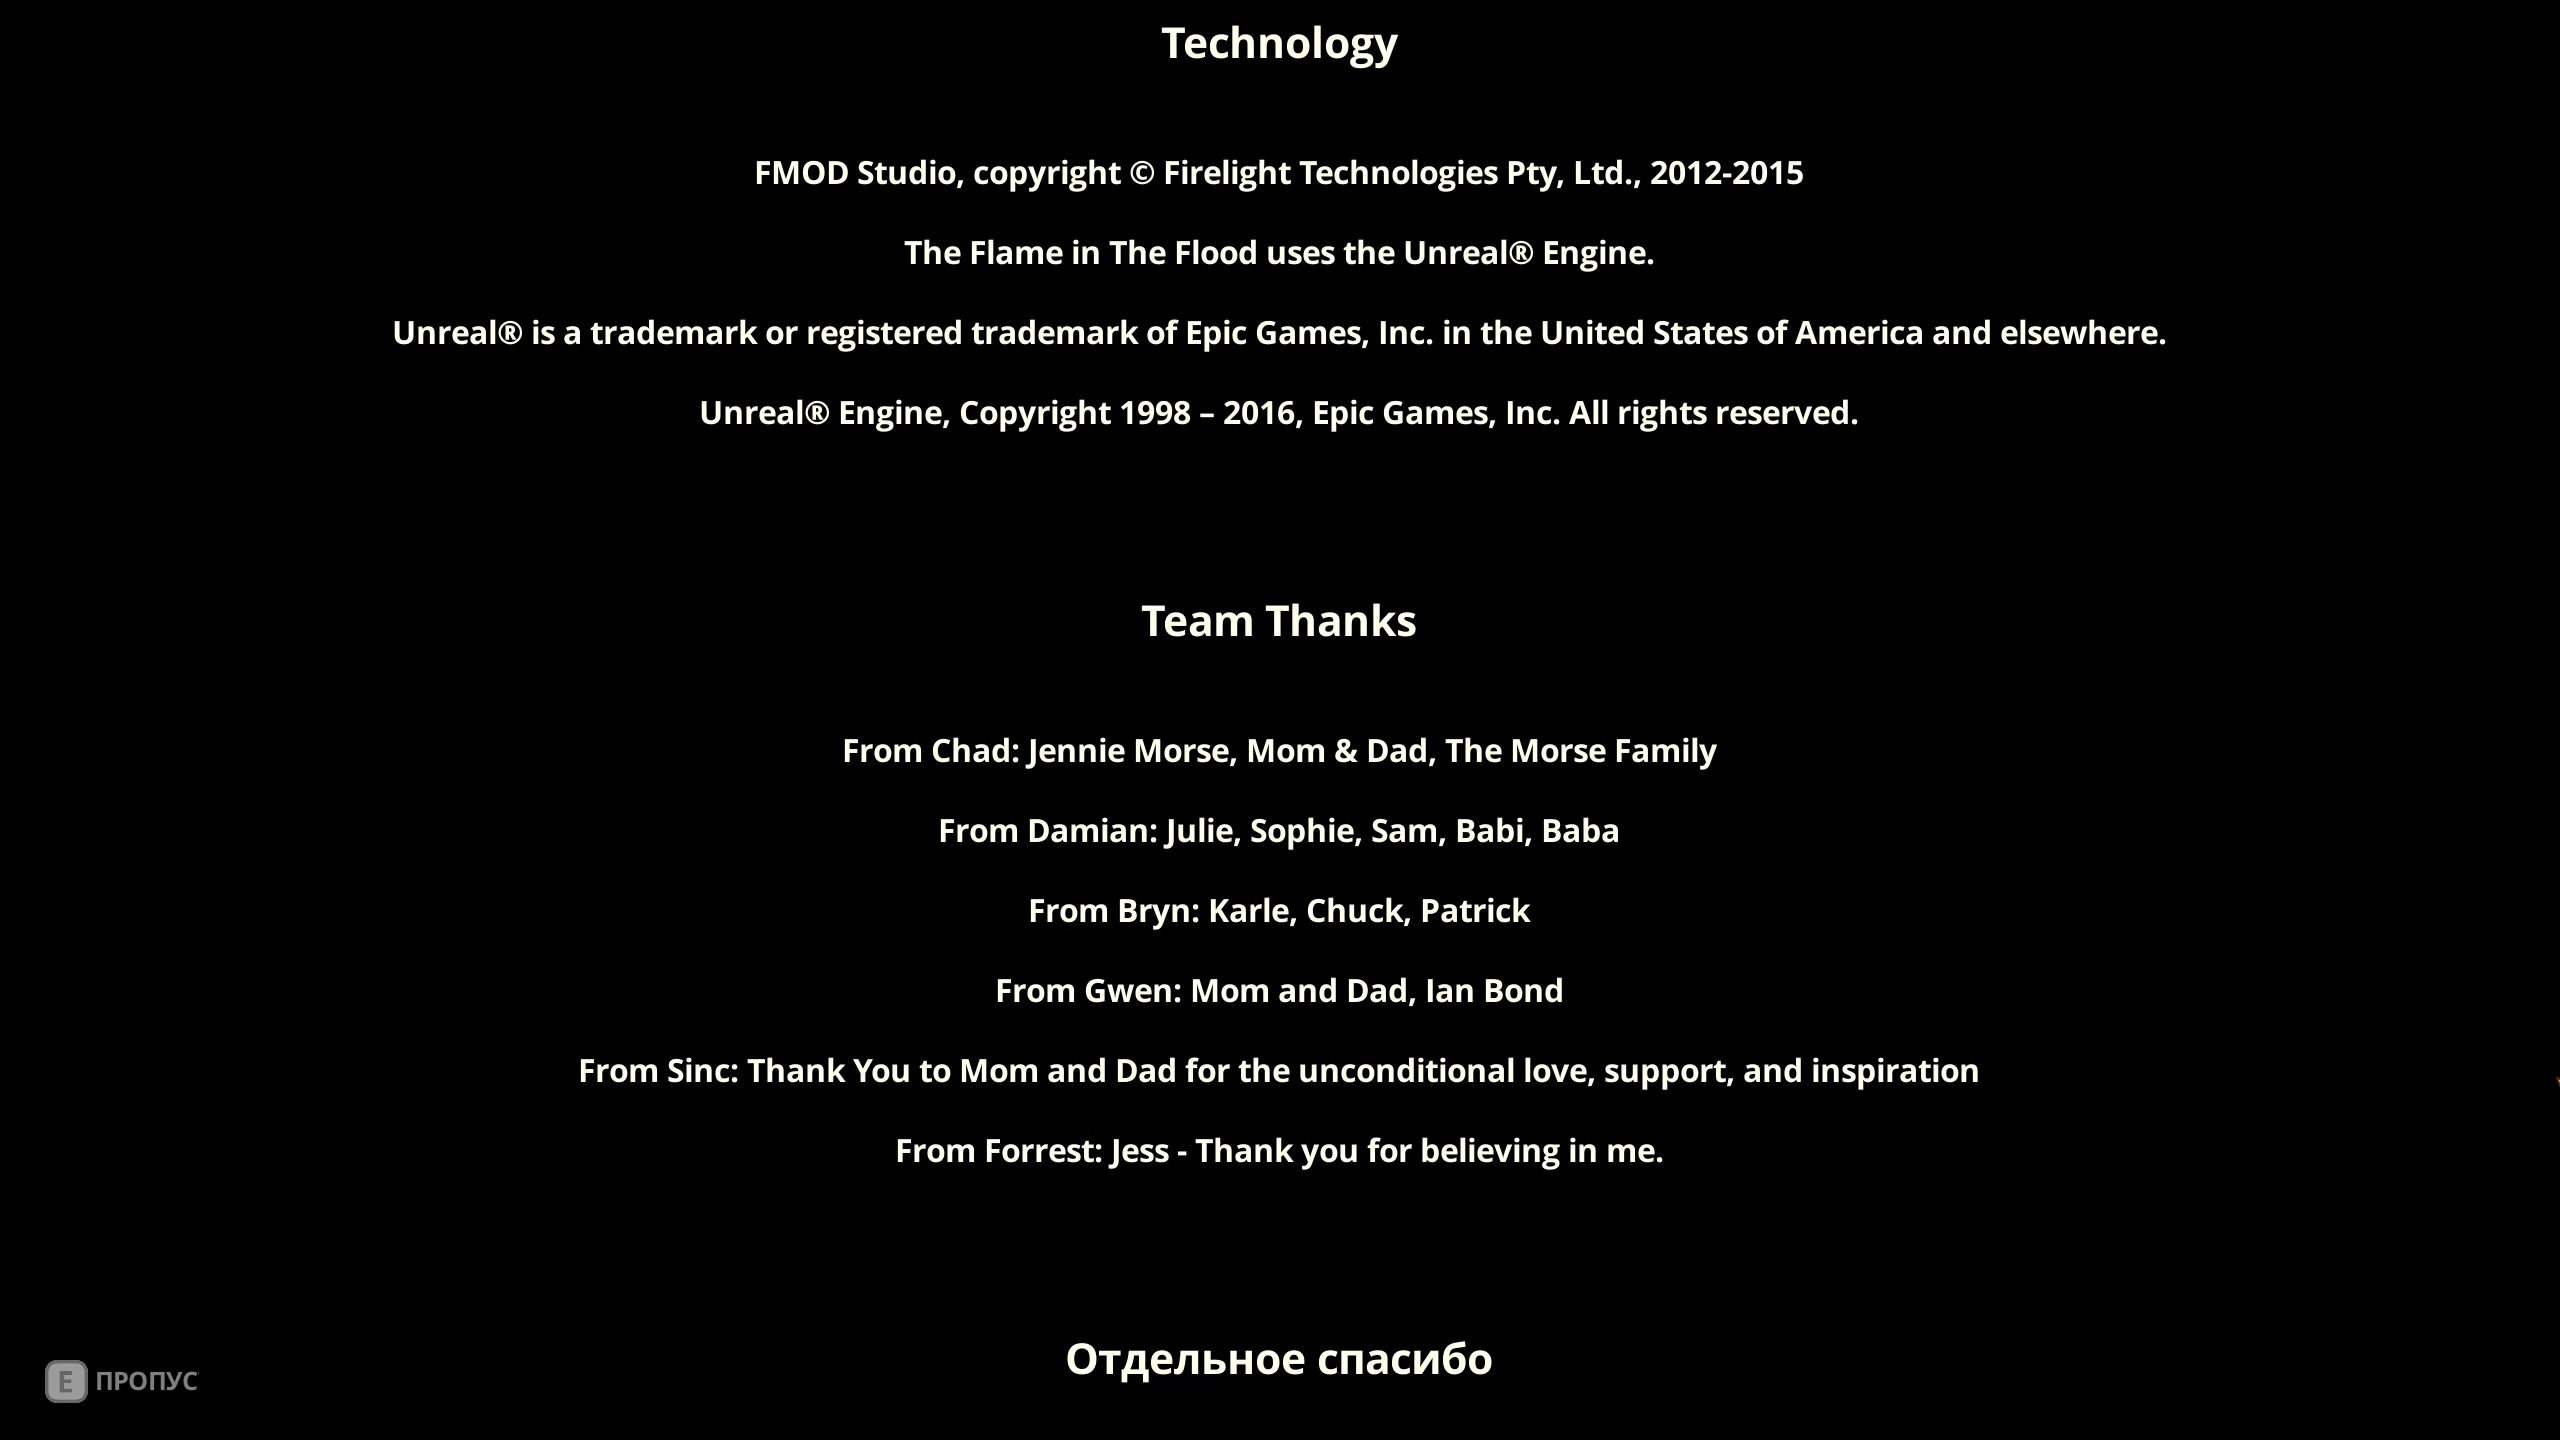 Technology
FMOD Studio, copyright © Firelight Technologies Pty, Ltd., 2012-2015
The Flame in The Flood uses the Unreal® Engine.
Unreal® is a trademark or registered trademark of Epic Games, Inc. in the United States of America and elsewhere.
Unreal® Engine, Copyright 1998 – 2016, Epic Games, Inc. All rights reserved.
Team Thanks
From Chad: Jennie Morse, Mom & Dad, The Morse Family
From Damian: Julie, Sophie, Sam, Babi, Baba
From Bryn: Karle, Chuck, Patrick
From Gwen: Mom and Dad, Ian Bond
From Sinc: Thank You to Mom and Dad for the unconditional love, support, and inspiration
From Forrest: Jess - Thank you for believing in me.
Отдельное спасибо
E ПРОПУС